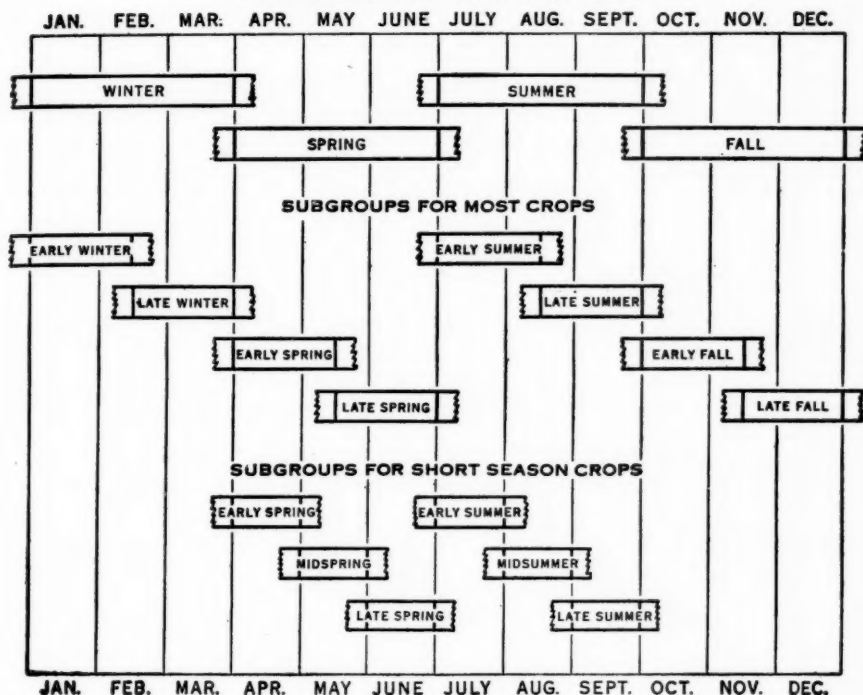 JAN. FEB. MAR: APR. MAY JUNE JULY AUG. SEPT. OCT. NOV. DEC.
WINTER SUMMER
SPRING FALL
SUBGROUPS FOR MOST CROPS
EARLY WINTER EARLY SUMMER
LATE WINTER LATE SUMMER
EARLY SPRING EARLY FALL
LATE SPRING LATE FALL
SUBGROUPS FOR SHORT SEASON CROPS
EARLY SPRING EARLY SUMMER
MIDSPRING MIDSUMMER
LATE SPRING LATE SUMMER
JAN. FEB. MAR. APR. MAY JUNE JULY AUG. SEPT. OCT. NOV. DEC.